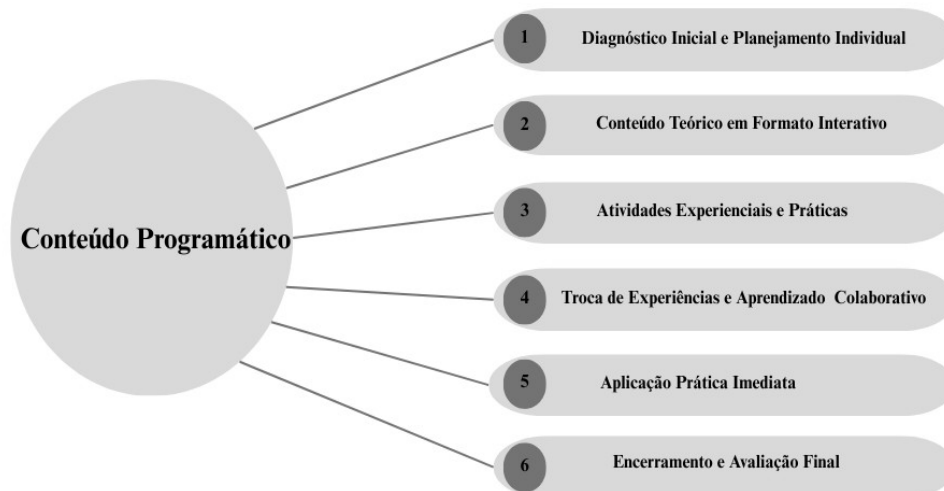 Conteúdo Programático
1 Diagnóstico Inicial e Planejamento Individual
2 Conteúdo Teórico em Formato Interativo
3 Atividades Experienciais e Práticas
4 Troca de Experiências e Aprendizado Colaborativo
5 Aplicação Prática Imediata
6 Encerramento e Avaliação Final